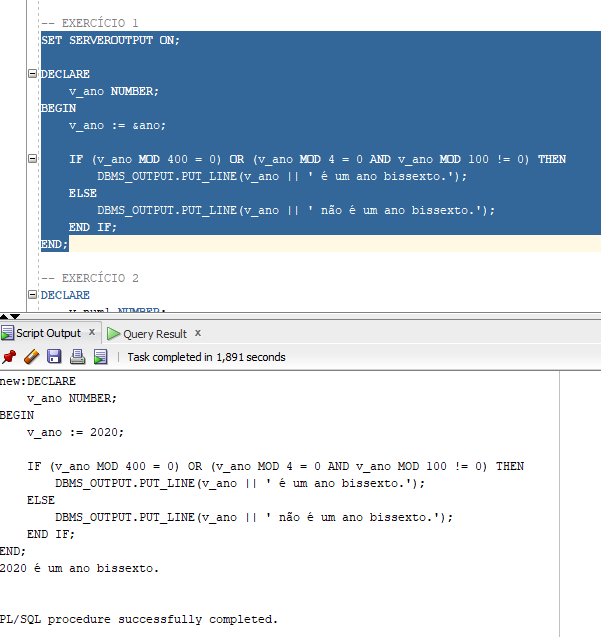 -- EXERCÍCIO 1
SET SERVEROUTPUT ON;
DECLARE
    v_ano NUMBER;
BEGIN
    v_ano := &ano;
    IF (v_ano MOD 400 = 0) OR (v_ano MOD 4 = 0 AND v_ano MOD 100 != 0) THEN
        DBMS_OUTPUT.PUT_LINE(v_ano || ' é um ano bissexto.');
    ELSE
        DBMS_OUTPUT.PUT_LINE(v_ano || ' não é um ano bissexto.');
    END IF;
END;
-- EXERCÍCIO 2
DECLARE
    v_num1 NUMBER;
Script Output x Query Result x
Task completed in 1,891 seconds
new:DECLARE
    v_ano NUMBER;
BEGIN
    v_ano := 2020;
    IF (v_ano MOD 400 = 0) OR (v_ano MOD 4 = 0 AND v_ano MOD 100 != 0) THEN
        DBMS_OUTPUT.PUT_LINE(v_ano || ' é um ano bissexto.');
    ELSE
        DBMS_OUTPUT.PUT_LINE(v_ano || ' não é um ano bissexto.');
    END IF;
END;
2020 é um ano bissexto.
PL/SQL procedure successfully completed.